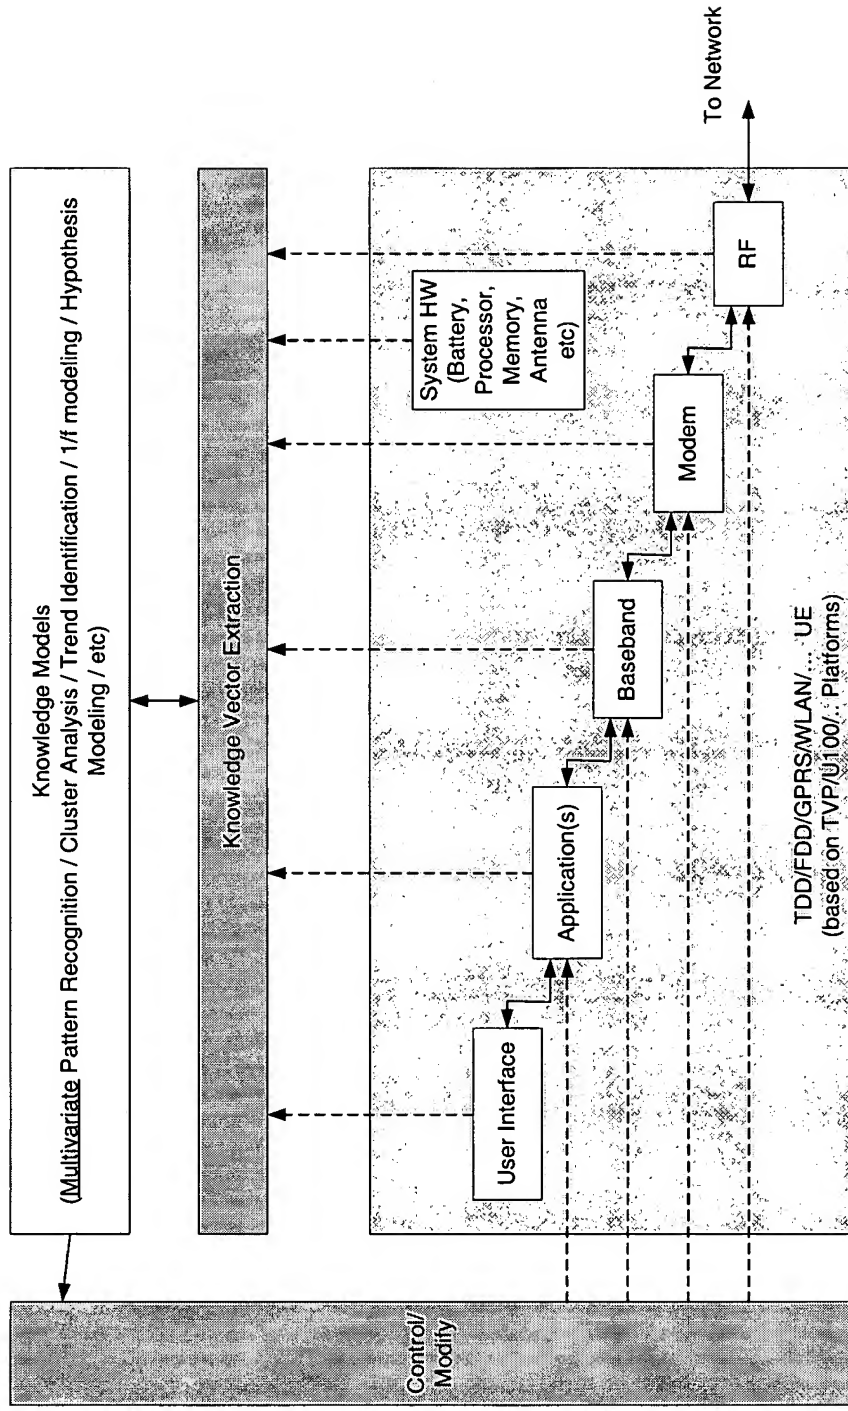 Knowledge Models
(Multivariate Pattern Recognition / Cluster Analysis / Trend Identification / 1/f modeling / Hypothesis
Modeling / etc)
Knowledge Vector Extraction
Control/
Modify
User Interface
Application(s)
Baseband
Modem
System HW
(Battery,
Processor,
Memory,
Antenna
etc)
RF
To Network
TDD/FDD/GPRS/WLAN/... UE
(based on TVP/U100/.. Platforms)